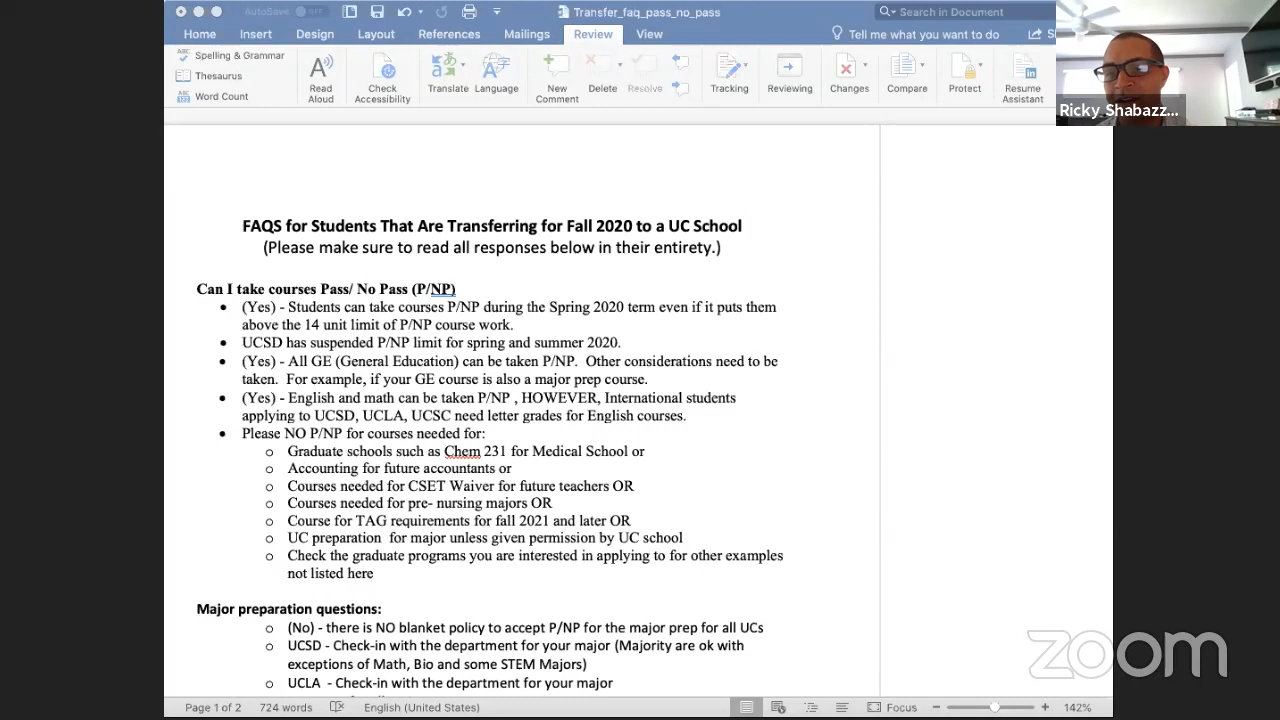 AutoSave OFF
Transfer_faq_pass_no_pass
Search in Document
Home Insert Design Layout References Mailings Review View Tell me what you want to do
Spelling & Grammar
Thesaurus
Word Count
Read Aloud
Check Accessibility
Translate
Language
New Comment
Delete
Resolve
Tracking
Reviewing
Changes
Compare
Protect
Resume Assistant
Ricky Shabazz...
FAQS for Students That Are Transferring for Fall 2020 to a UC School
(Please make sure to read all responses below in their entirety.)
Can I take courses Pass/ No Pass (P/NP)
• (Yes) - Students can take courses P/NP during the Spring 2020 term even if it puts them
above the 14 unit limit of P/NP course work.
• UCSD has suspended P/NP limit for spring and summer 2020.
• (Yes) - All GE (General Education) can be taken P/NP. Other considerations need to be
taken. For example, if your GE course is also a major prep course.
• (Yes) - English and math can be taken P/NP , HOWEVER, International students
applying to UCSD, UCLA, UCSC need letter grades for English courses.
• Please NO P/NP for courses needed for:
o Graduate schools such as Chem 231 for Medical School or
o Accounting for future accountants or
o Courses needed for CSET Waiver for future teachers OR
o Courses needed for pre- nursing majors OR
o Course for TAG requirements for fall 2021 and later OR
o UC preparation for major unless given permission by UC school
o Check the graduate programs you are interested in applying to for other examples
not listed here
Major preparation questions:
o (No) - there is NO blanket policy to accept P/NP for the major prep for all UCs
o UCSD - Check-in with the department for your major (Majority are ok with
exceptions of Math, Bio and some STEM Majors)
o UCLA - Check-in with the department for your major
zoom
Page 1 of 2 724 words English (United States) Focus 142%